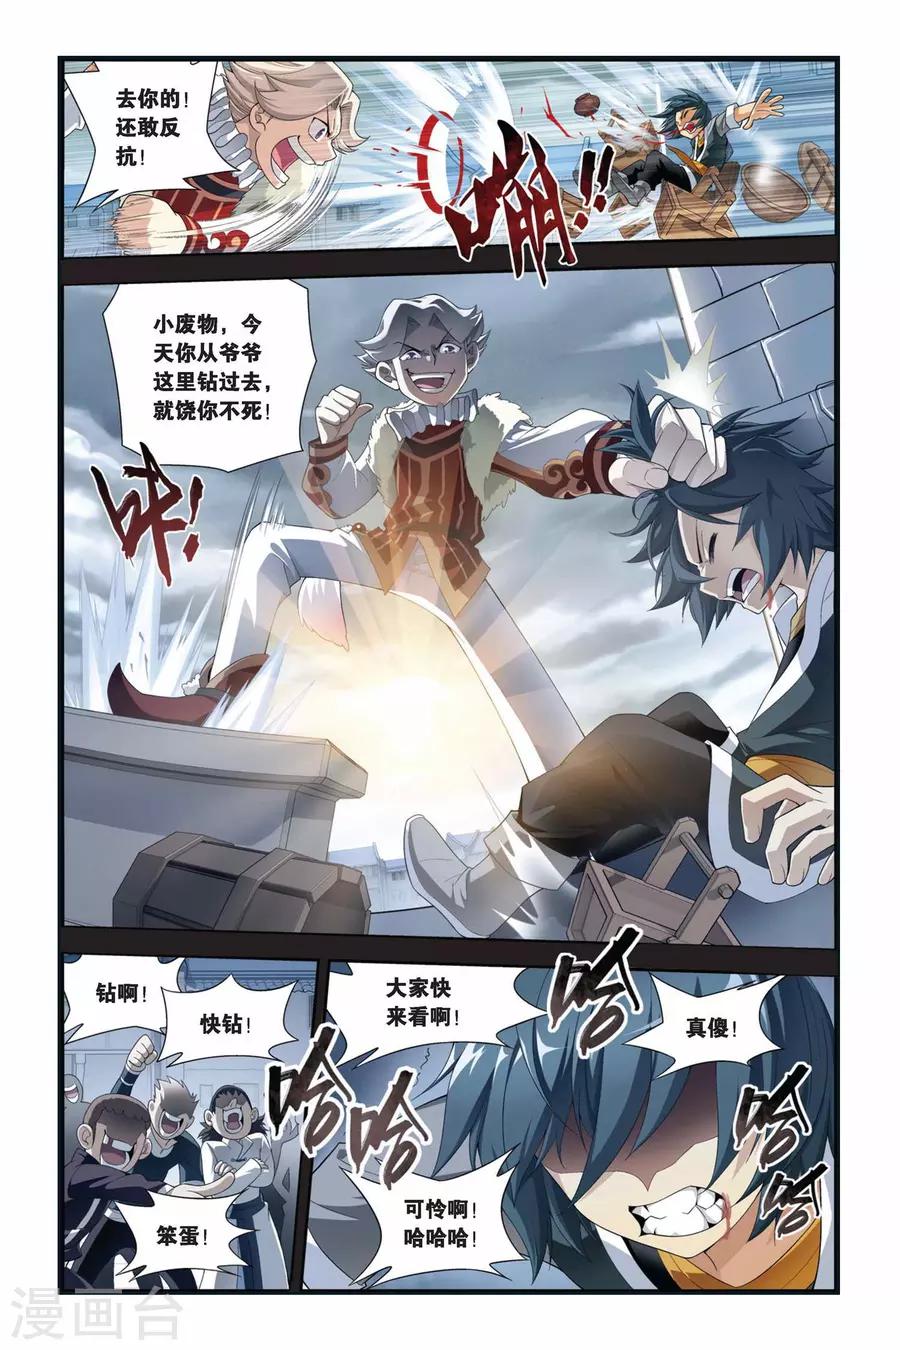 去你的！
还敢反
抗！
嘣!!
小废物，今
天你从爷爷
这里钻过去，
就饶你不死！
咔!
钻啊！
快钻！
笨蛋！
哈
大家快
来看啊！
哈
哈
真傻！
可怜啊！
哈哈哈！
哈
哈
漫画台